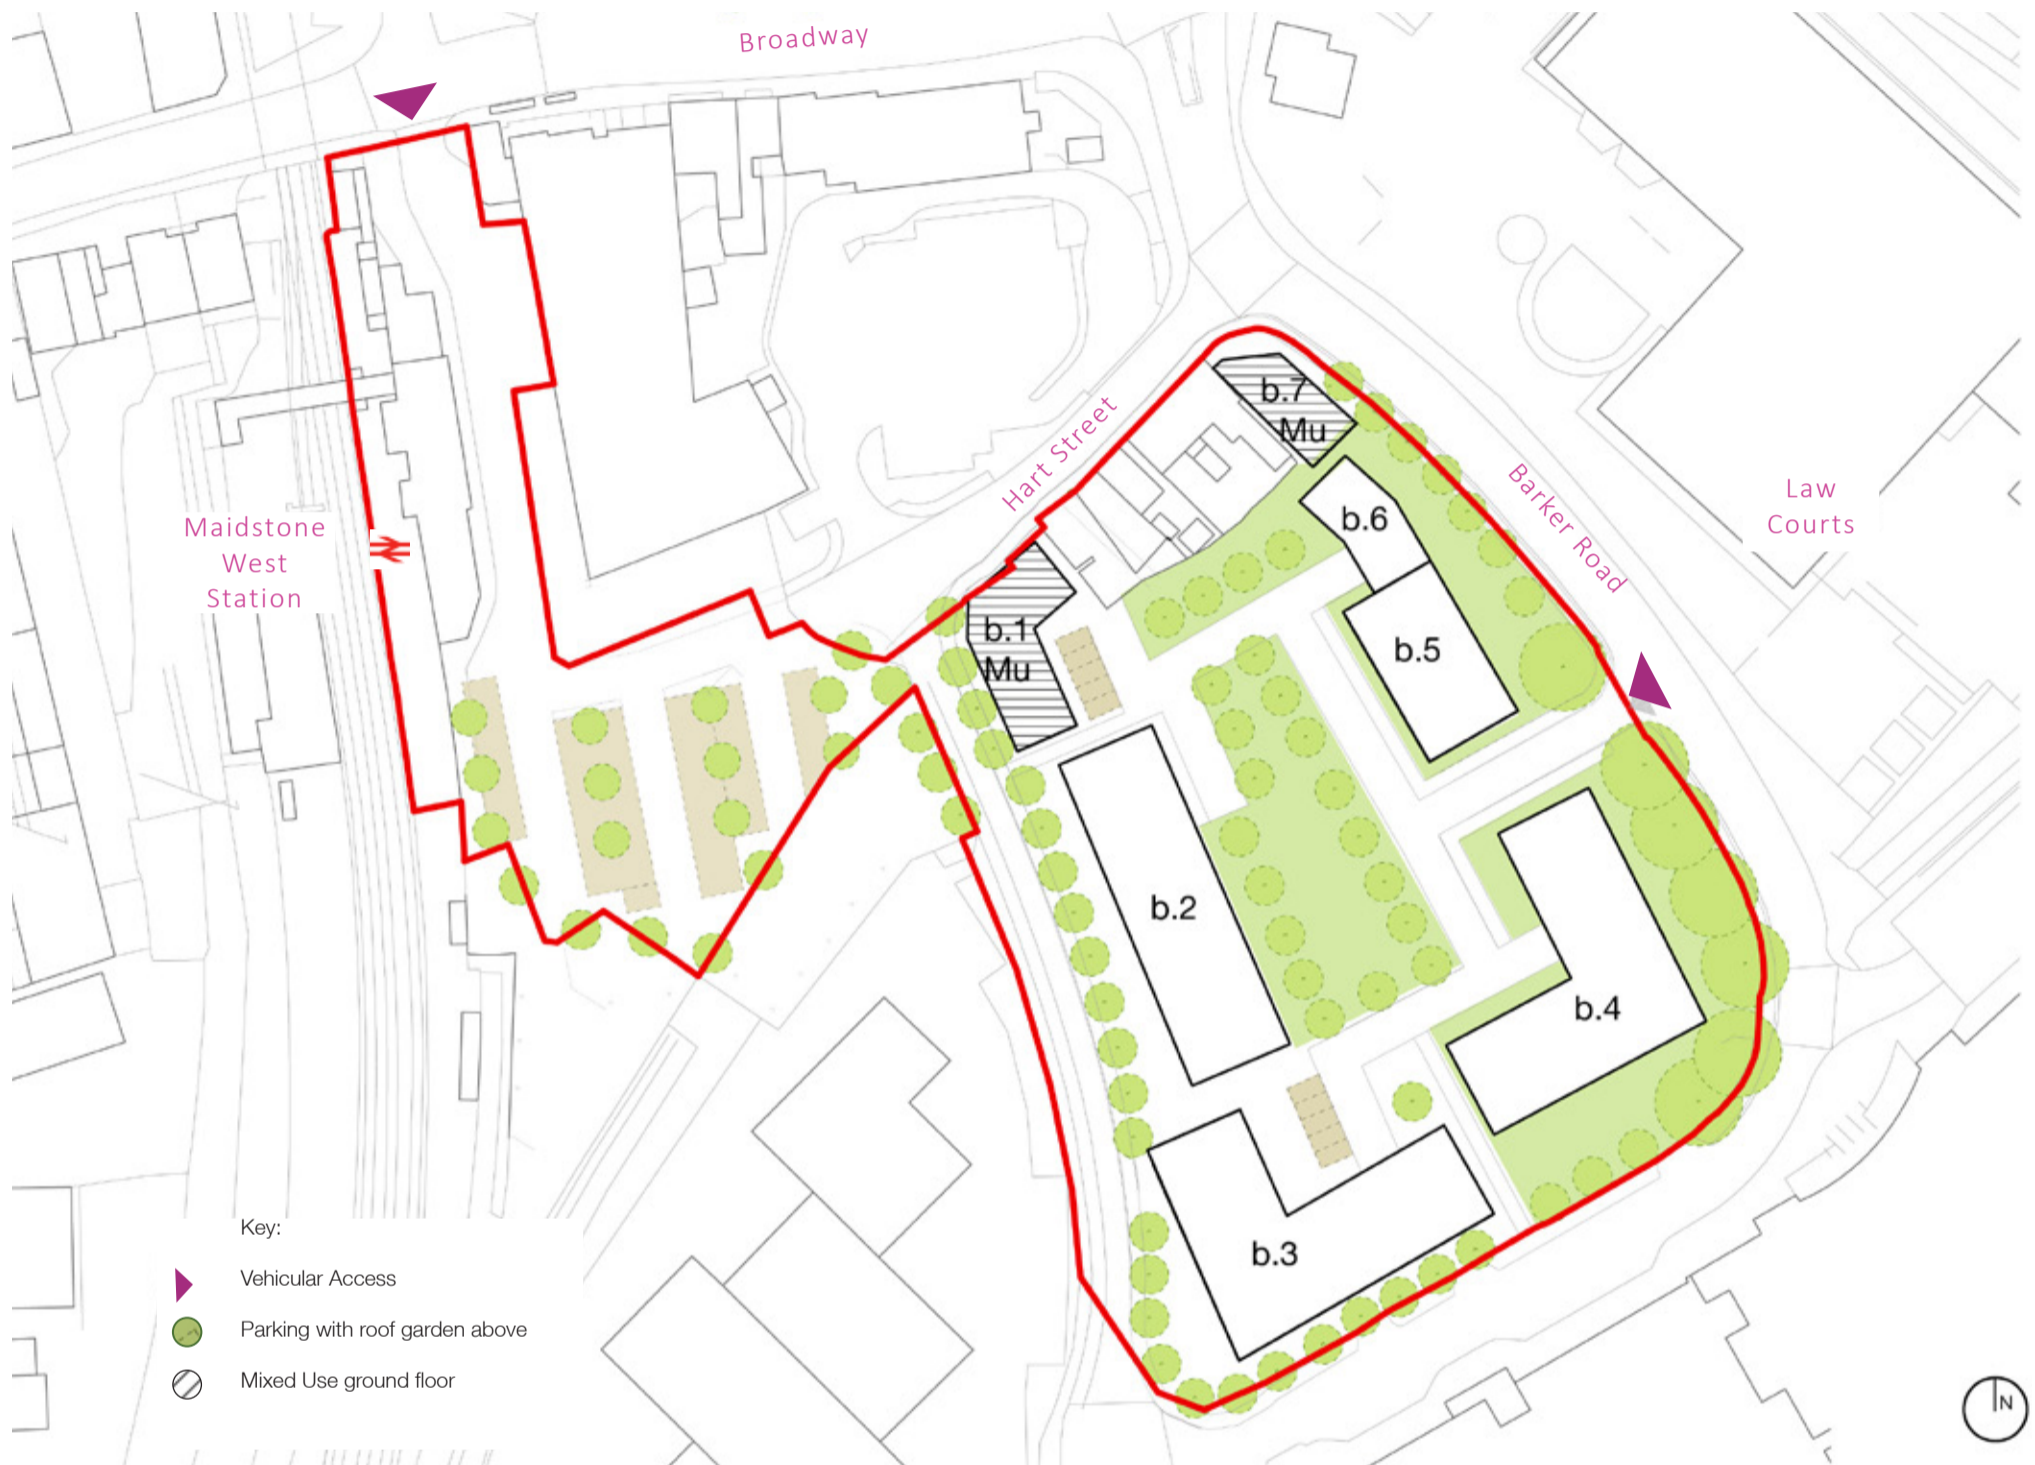 Broadway
Hart Street
Barker Road
Law
Courts
Maidstone
West
Station
b.7
Mu
b.6
b.5
b.1
Mu
b.2
b.4
b.3
Key:
Vehicular Access
Parking with roof garden above
Mixed Use ground floor
N